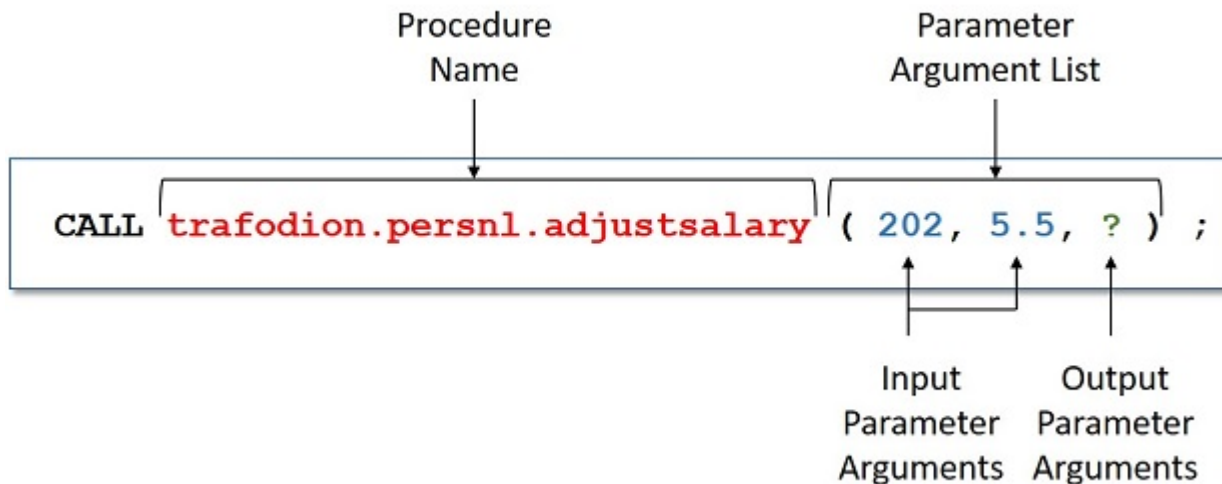 Procedure
Name
Parameter
Argument List
CALL trafodion.persnl.adjustsalary ( 202, 5.5, ? ) ;
Input
Parameter
Arguments
Output
Parameter
Arguments